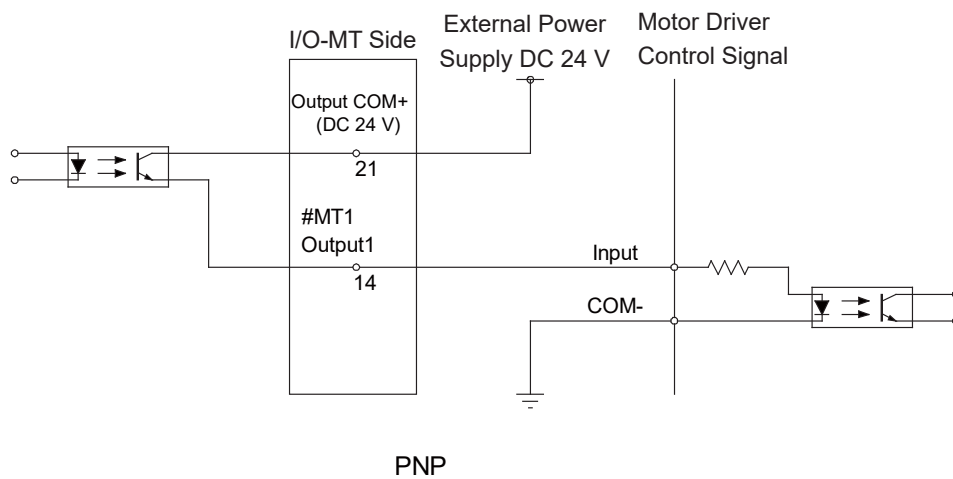 I/O-MT Side
External Power
Supply DC 24 V
Motor Driver
Control Signal
Output COM+
(DC 24 V)
21
#MT1
Output1
14
Input
COM-
PNP